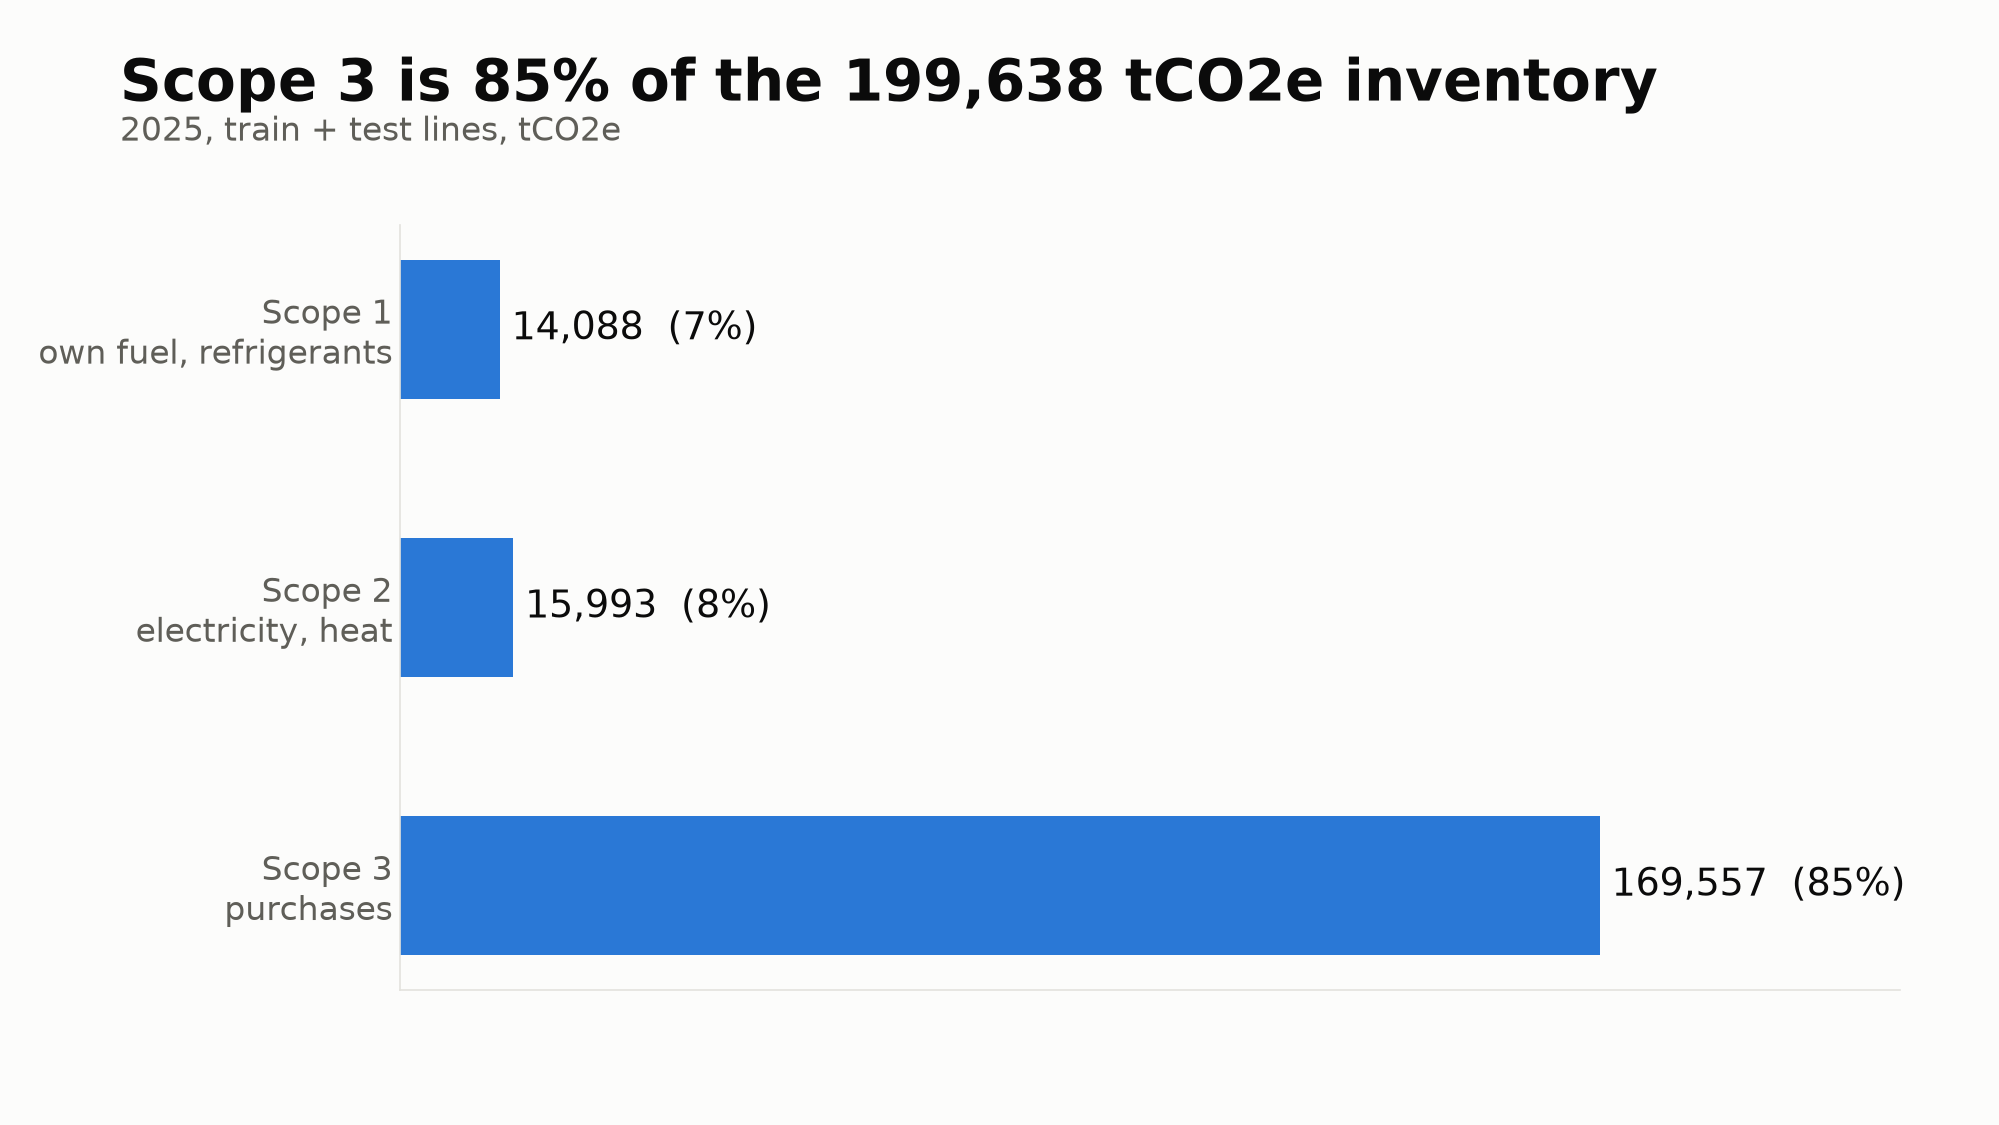 Scope 3 is 85% of the 199,638 tCO2e inventory
2025, train + test lines, tCO2e
Scope 1
own fuel, refrigerants
14,088 (7%)
Scope 2
electricity, heat
15,993 (8%)
Scope 3
purchases
169,557 (85%)